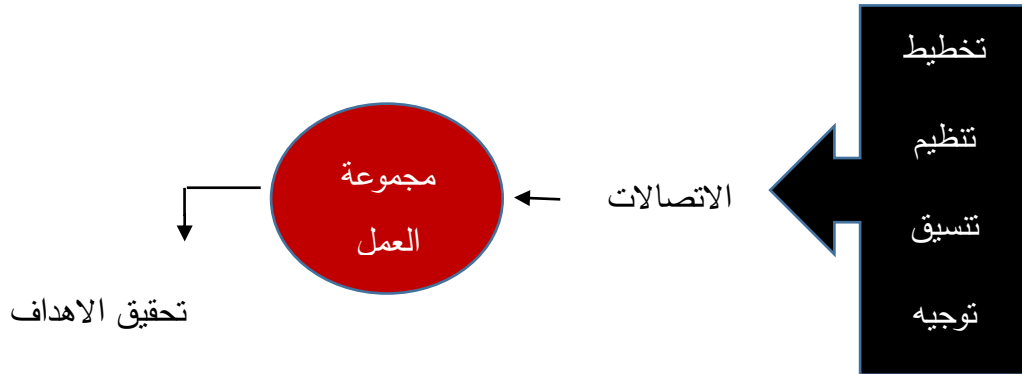 تخطيط
تنظيم
تنسيق
توجيه
الاتصالات
مجموعة
العمل
تحقيق الاهداف